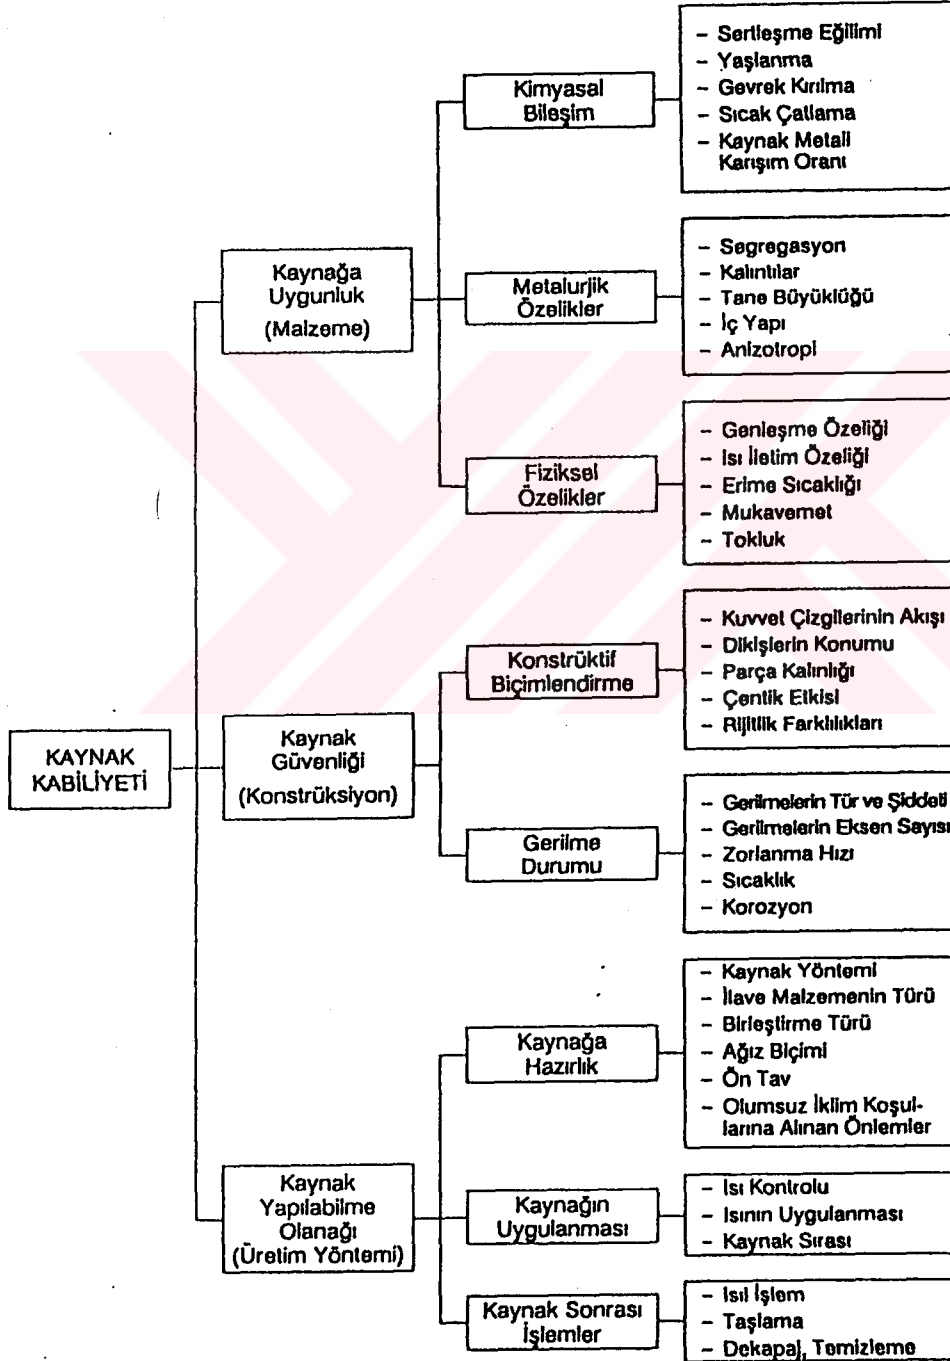 KAYNAK
KABİLİYETİ
Kaynağa
Uygunluk
(Malzeme)
Kimyasal
Bileşim
– Sertleşme Eğilimi
– Yaşlanma
– Gevrek Kırılma
– Sıcak Çatlama
– Kaynak Metali
Karışım Oranı
Metalurjik
Özelikler
– Segregasyon
– Kalıntılar
– Tane Büyüklüğü
– İç Yapı
– Anizotropi
Fiziksel
Özelikler
– Genleşme Özeliği
– Isı İletim Özeliği
– Erime Sıcaklığı
– Mukavemet
– Tokluk
Kaynak
Güvenliği
(Konstrüksiyon)
Konstrüktif
Biçimlendirme
– Kuvvet Çizgilerinin Akışı
– Dikişlerin Konumu
– Parça Kalınlığı
– Çentik Etkisi
– Rijitlik Farklılıkları
Gerilme
Durumu
– Gerilmelerin Tür ve Şiddeti
– Gerilmelerin Eksen Sayısı
– Zorlanma Hızı
– Sıcaklık
– Korozyon
Kaynak
Yapılabilme
Olanağı
(Üretim Yöntemi)
Kaynağa
Hazırlık
– Kaynak Yöntemi
– İlave Malzemenin Türü
– Birleştirme Türü
– Ağız Biçimi
– Ön Tav
– Olumsuz İklim Koşul-
larına Alınan Önlemler
Kaynağın
Uygulanması
– Isı Kontrolu
– Isının Uygulanması
– Kaynak Sırası
Kaynak Sonrası
İşlemler
– Isıl İşlem
– Taşlama
– Dekapaj, Temizleme